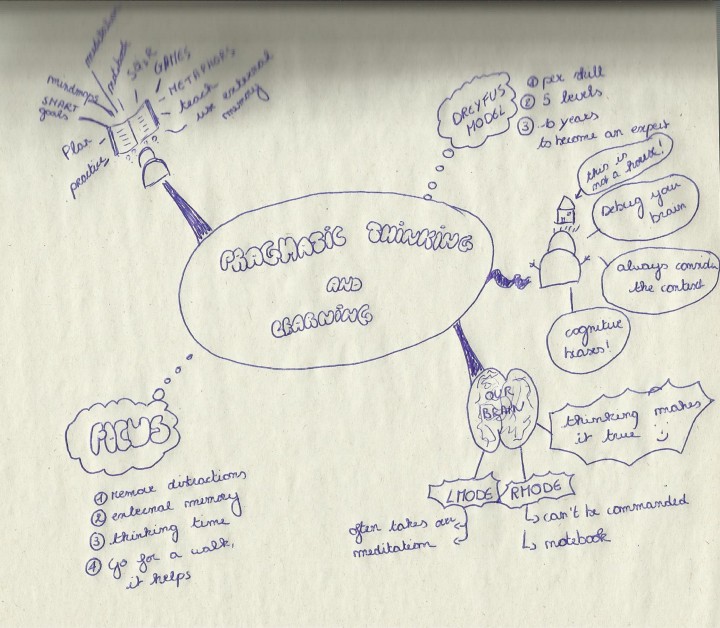 PRAGMATIC THINKING
AND
LEARNING
meditation
notebook
SQ3R
GAMES
METAPHORS
teach
use external
memory
mindmaps
SMART
goals
Plan
practice
DREYFUS
MODEL
① per skill
② 5 levels
③ 10 years
to become an expert
this is
not a house!
Debug your
brain
always consider
the context
cognitive
biases!
OUR
BRAIN
thinking makes
it true
LMODE
often takes over
meditation
RMODE
can't be commanded
notebook
FOCUS
① remove distractions
② external memory
③ thinking time
④ Go for a walk,
it helps